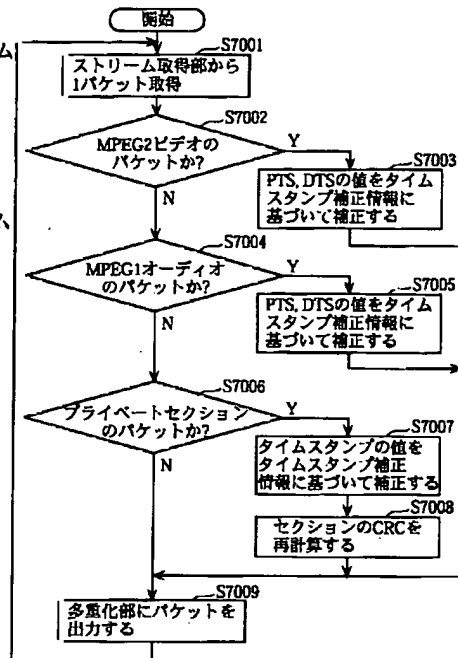 開始
ム
S7001
ストリーム取得部から
1パケット取得
S7002
MPEG2ビデオの
パケットか?
Y
N
S7003
PTS, DTSの値をタイム
スタンプ補正情報に
基づいて補正する
ム
S7004
MPEG1オーディオ
のパケットか?
Y
N
S7005
PTS, DTSの値をタイム
スタンプ補正情報に
基づいて補正する
S7006
プライベートセクション
のパケットか?
Y
N
S7007
タイムスタンプの値を
タイムスタンプ補正
情報に基づいて補正する
S7008
セクションのCRCを
再計算する
S7009
多重化部にパケットを
出力する